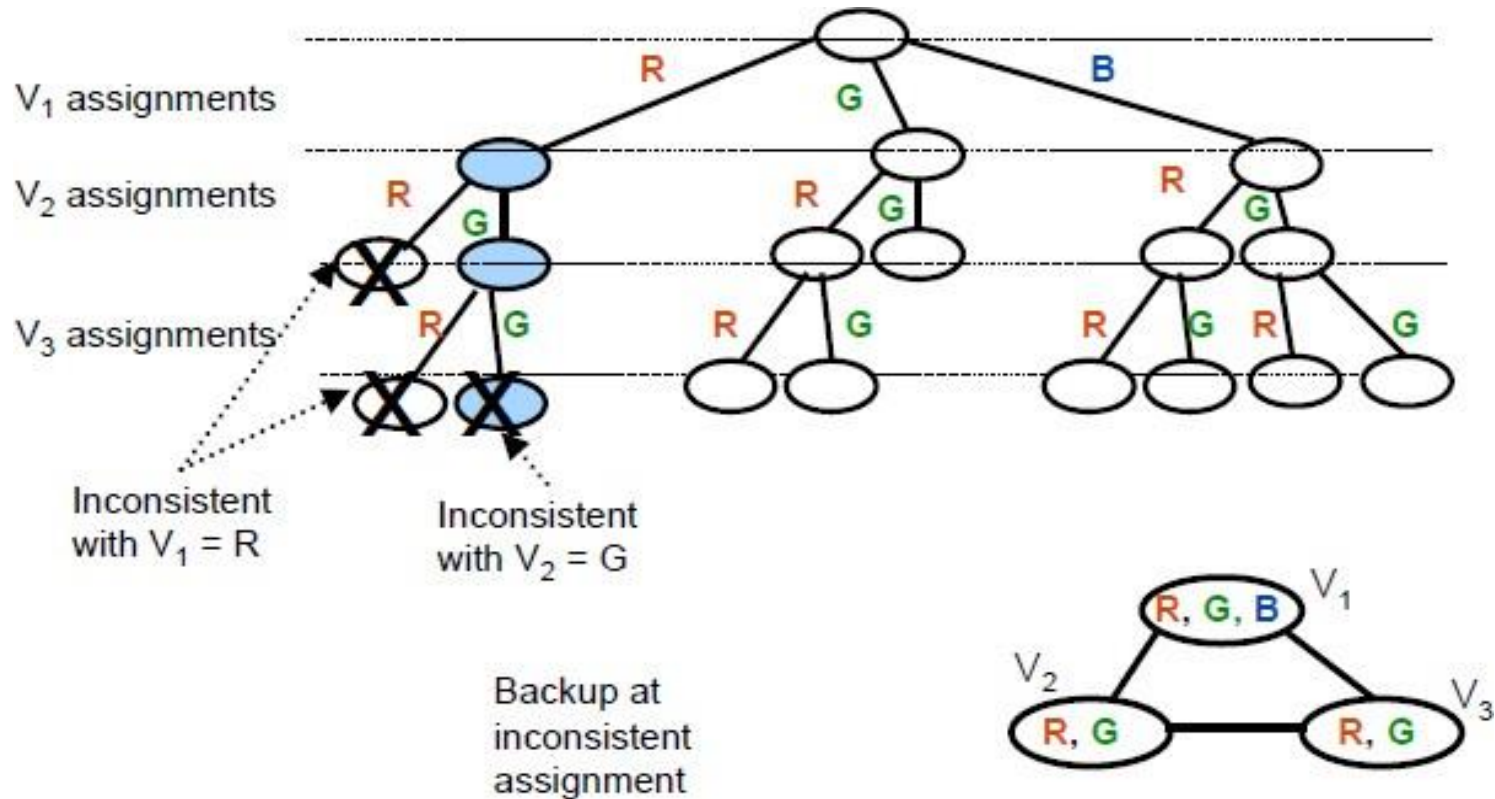 R
G
B
V₁ assignments
V₂ assignments
R
G
R
G
R
G
V₃ assignments
R
G
R
G
R
G
R
G
X
X
X
Inconsistent
with V₁ = R
Inconsistent
with V₂ = G
Backup at
inconsistent
assignment
R, G, B
V₁
V₂
R, G
R, G
V₃